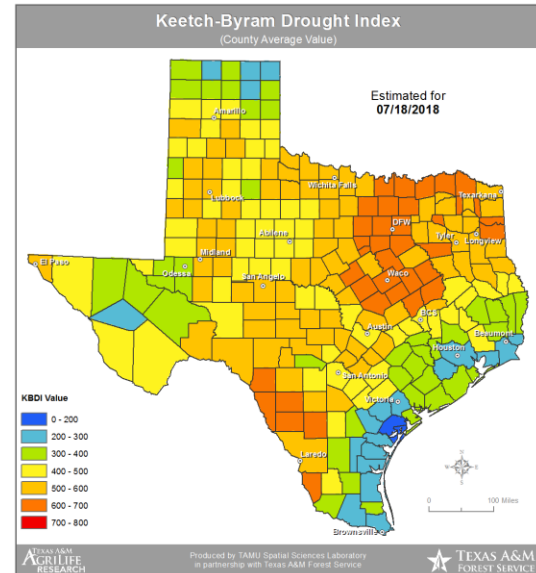 Keetch-Byram Drought Index
(County Average Value)
Estimated for
07/18/2018
Amarillo
Lubbock
Wichita Falls
Texarkana
DFW
Tyler
Longview
Abilene
Midland
Odessa
El Paso
San Angelo
Waco
BCS
Austin
Beaumont
Houston
San Antonio
Victoria
Laredo
Brownsville
KBDI Value
0 - 200
200 - 300
300 - 400
400 - 500
500 - 600
600 - 700
700 - 800
N
0 100 Miles
TEXAS A&M
AGRILIFE
RESEARCH
Produced by TAMU Spatial Sciences Laboratory
in partnership with Texas A&M Forest Service
TEXAS A&M
FOREST SERVICE